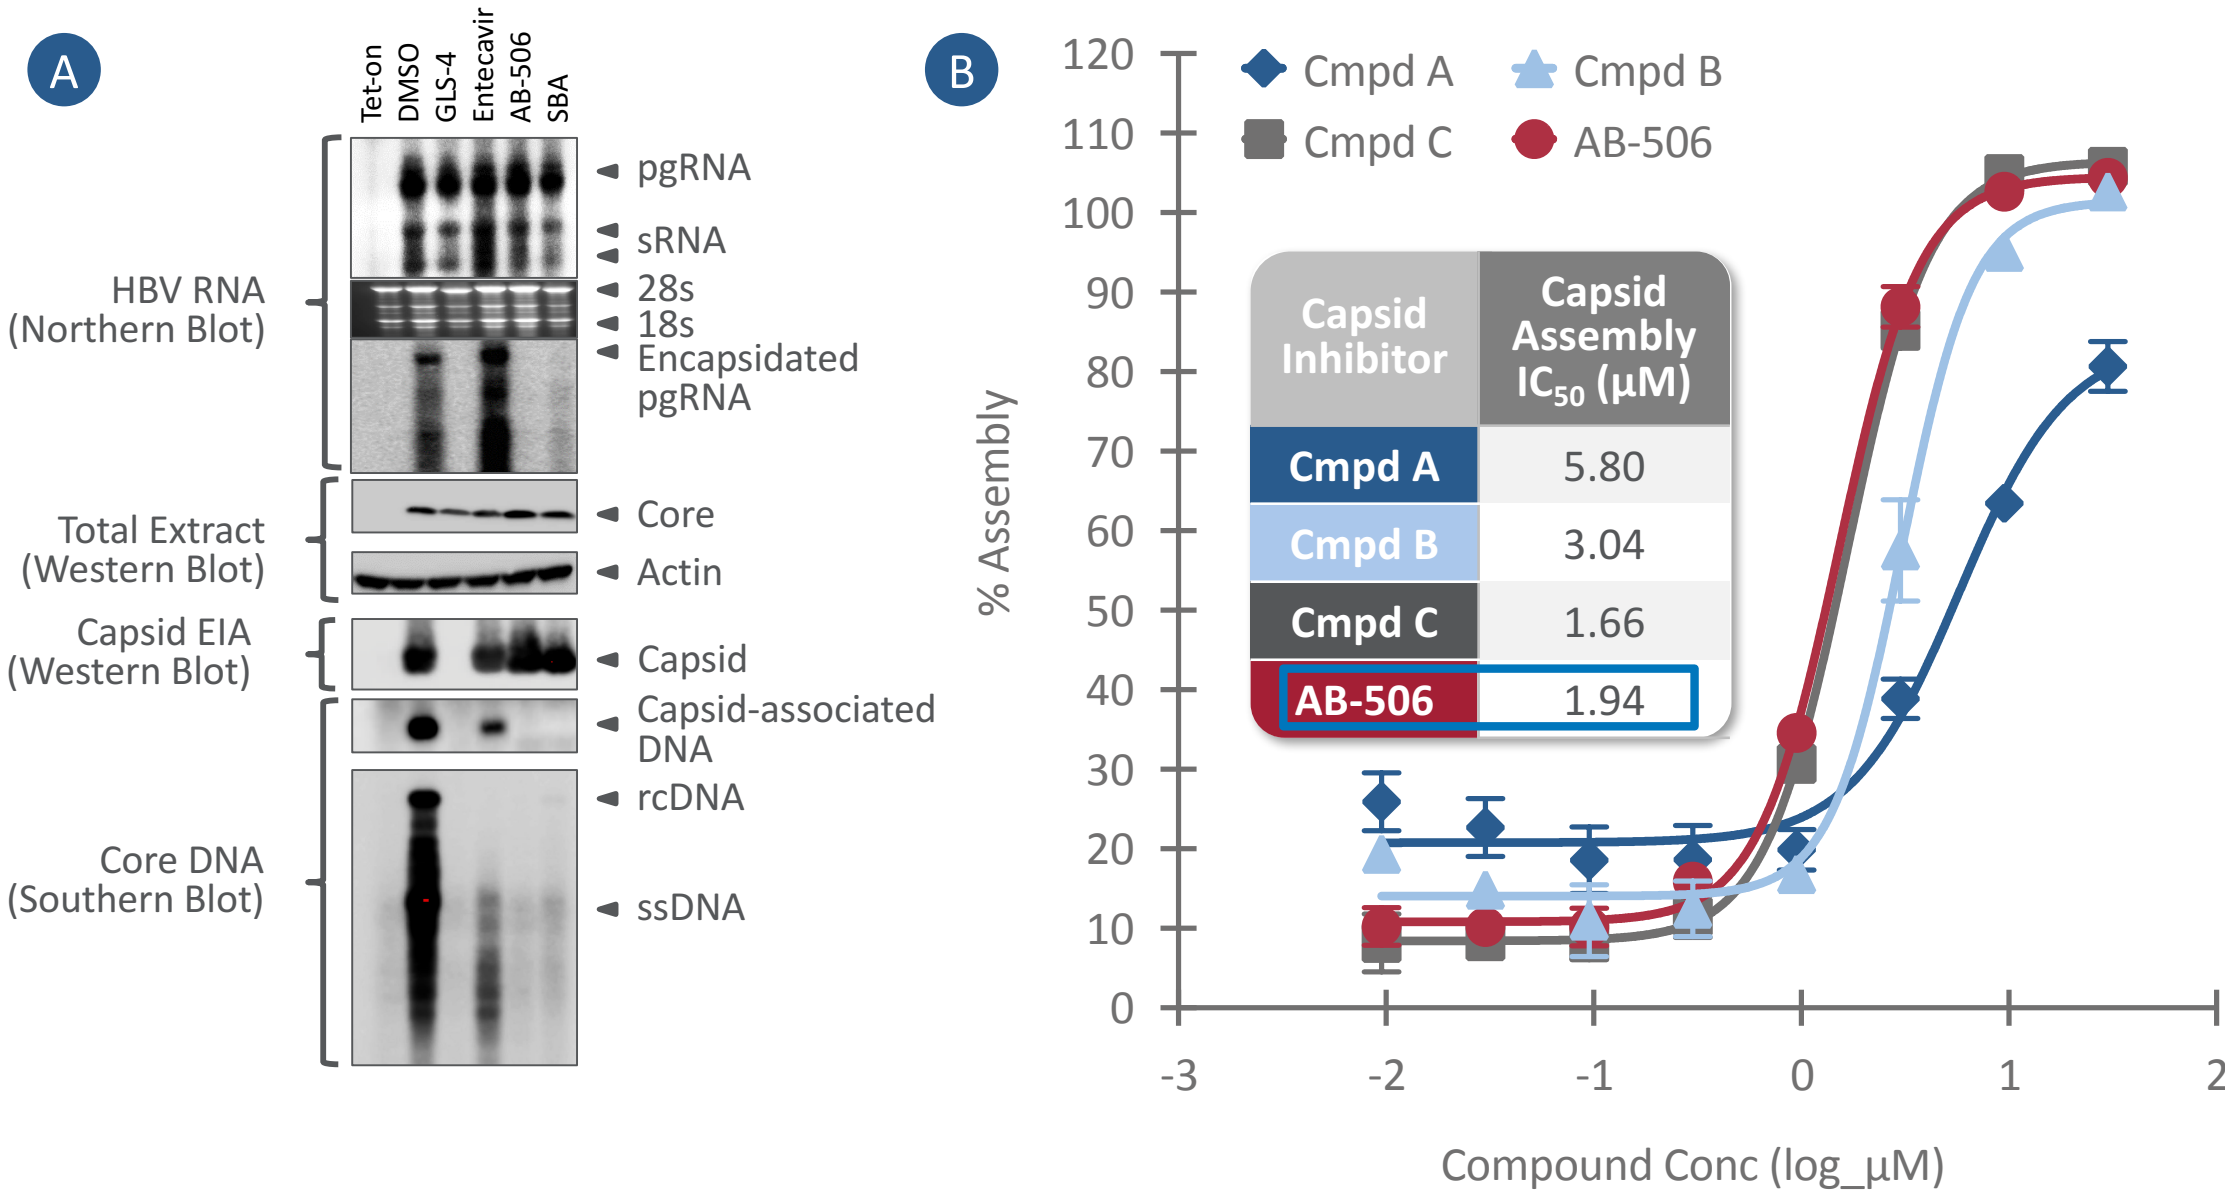 A
Tet-on
DMSO
GLS-4
Entecavir
AB-506
SBA
HBV RNA
(Northern Blot)
pgRNA
sRNA
28s
18s
Encapsidated
pgRNA
Total Extract
(Western Blot)
Core
Actin
Capsid EIA
(Western Blot)
Capsid
Capsid-associated
DNA
Core DNA
(Southern Blot)
rcDNA
ssDNA
B
Cmpd A
Cmpd B
Cmpd C
AB-506
% Assembly
120
110
100
90
80
70
60
50
40
30
20
10
0
-3
-2
-1
0
1
2
Compound Conc (log_µM)
Capsid
Inhibitor
Capsid
Assembly
IC50 (µM)
Cmpd A 5.80
Cmpd B 3.04
Cmpd C 1.66
AB-506 1.94